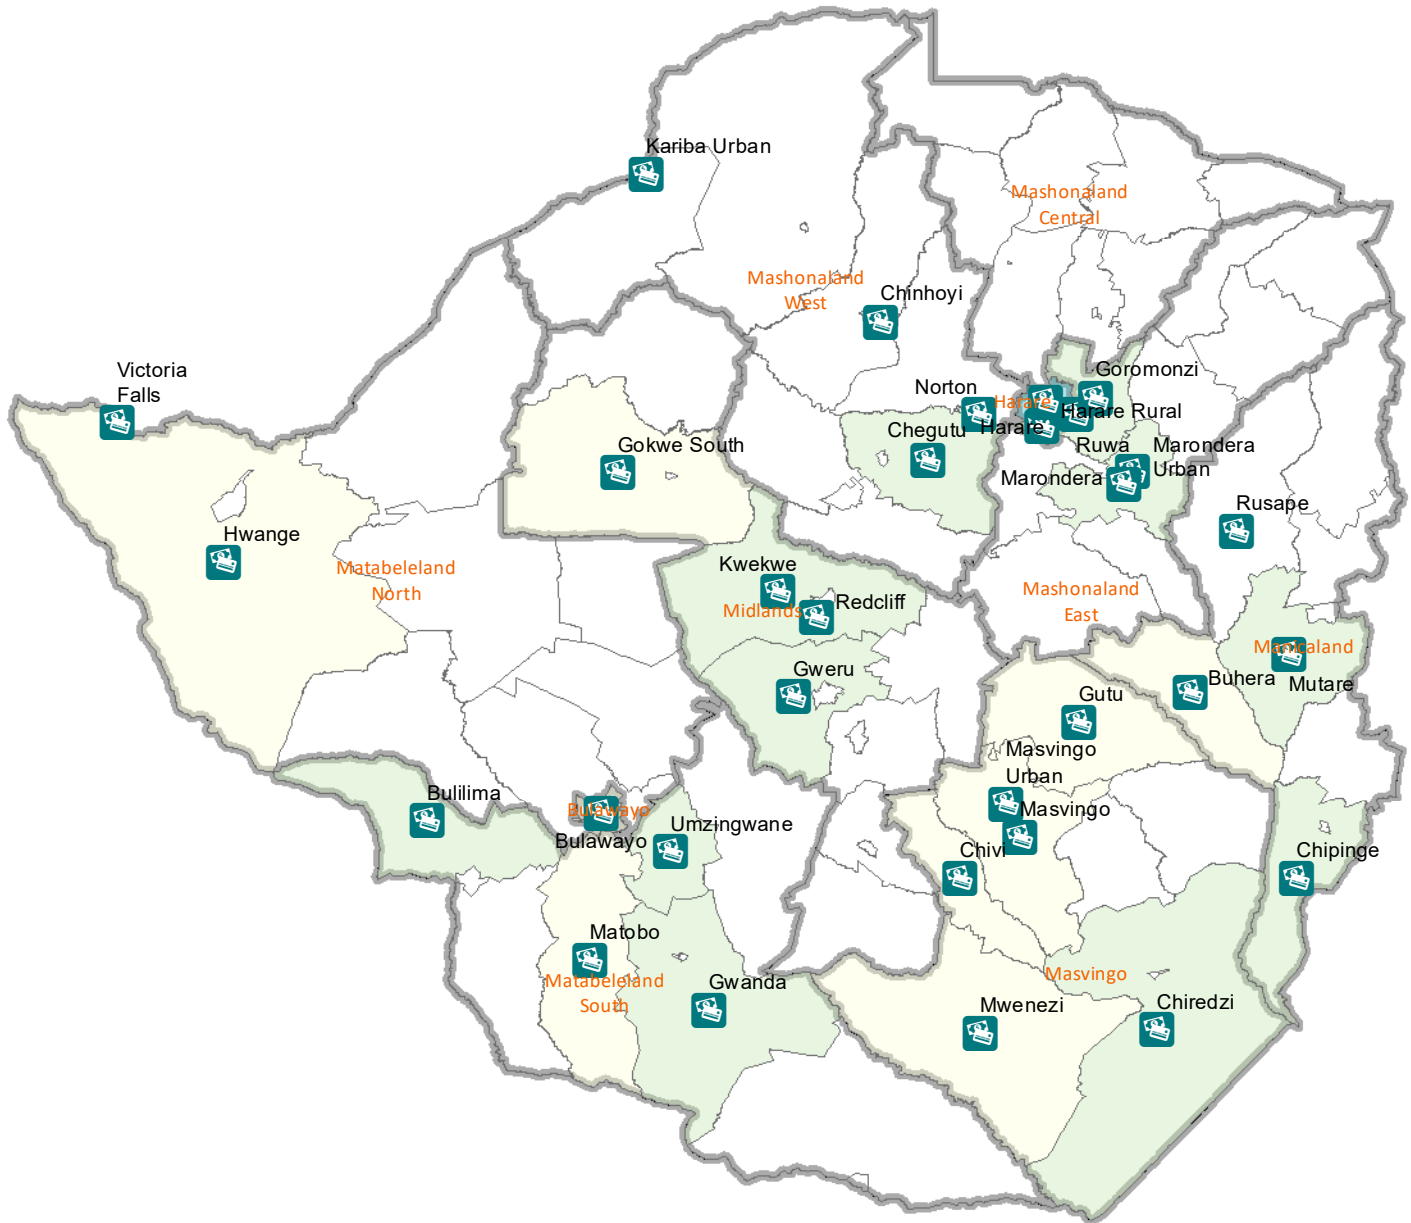 Kariba Urban
Mashonaland
Central
Mashonaland
West
Chinhoyi
Victoria
Falls
Goromonzi
Norton
Harare
Harare Rural
Harare
Chegutu
Ruwa
Marondera
Urban
Marondera
Gokwe South
Rusape
Hwange
Matabeleland
North
Kwekwe
Midlands
Redcliff
Mashonaland
East
Manicaland
Mutare
Buhera
Gweru
Gutu
Masvingo
Urban
Masvingo
Bulilima
Bulawayo
Bulawayo
Umzingwane
Chivi
Chipinge
Matobo
Matabeleland
South
Gwanda
Masvingo
Mwenezi
Chiredzi